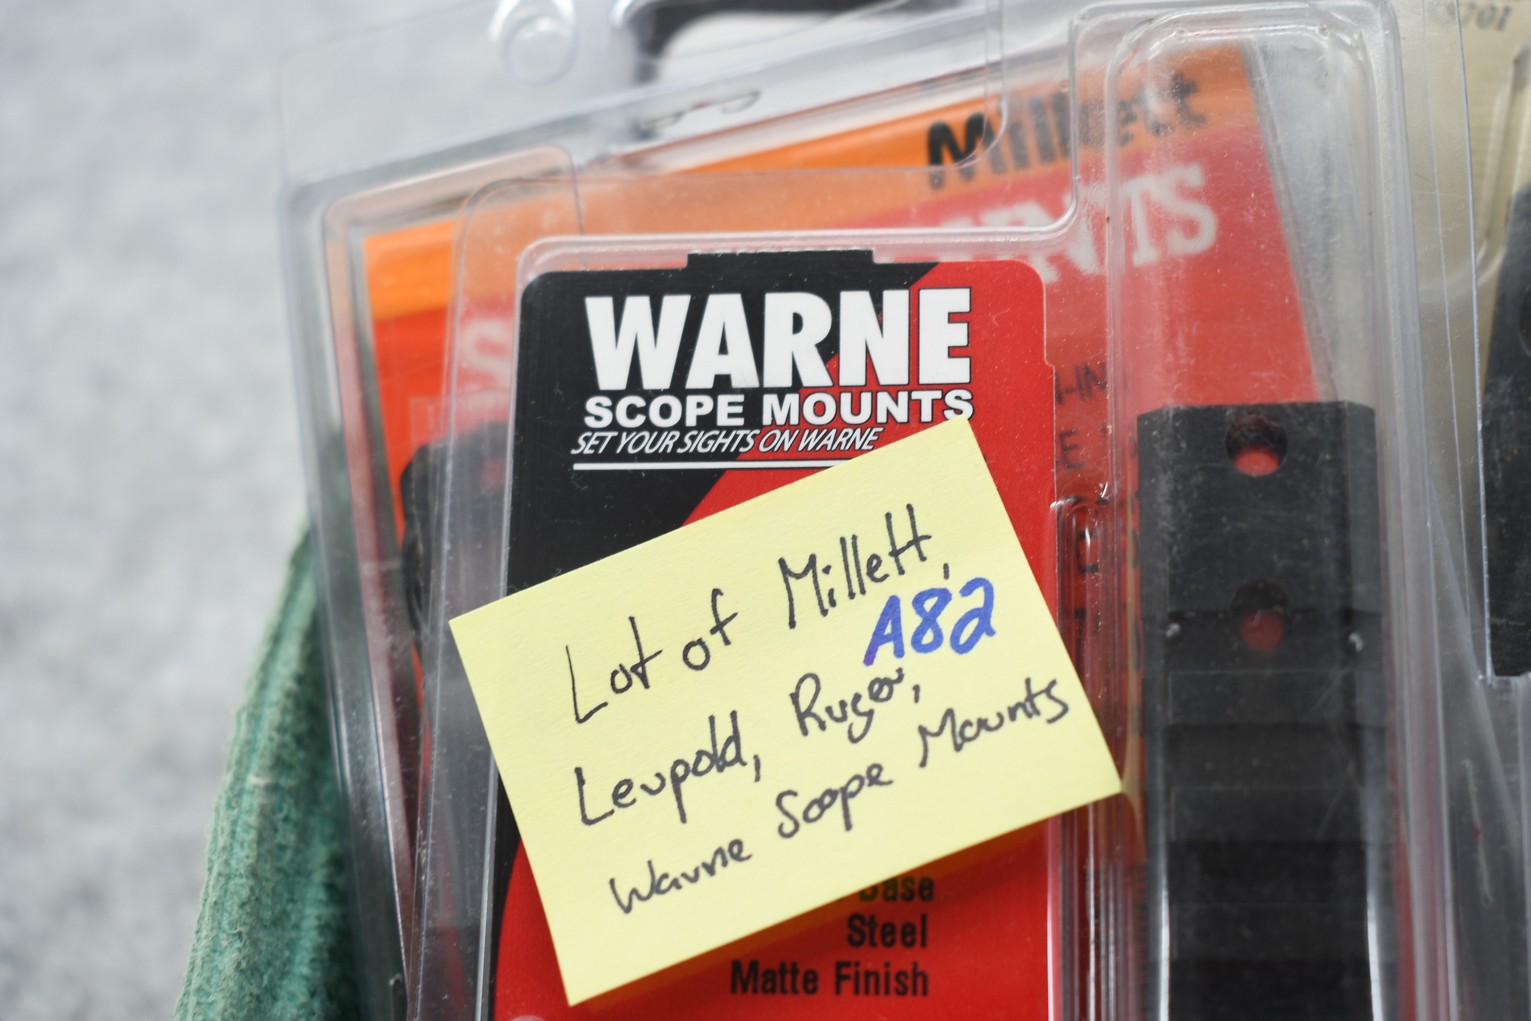 Millett
WARNE
SCOPE MOUNTS
SET YOUR SIGHTS ON WARNE
Lot of Millett,
A82
Leupold, Ruger,
Warne Scope Mounts
Base
Steel
Matte Finish